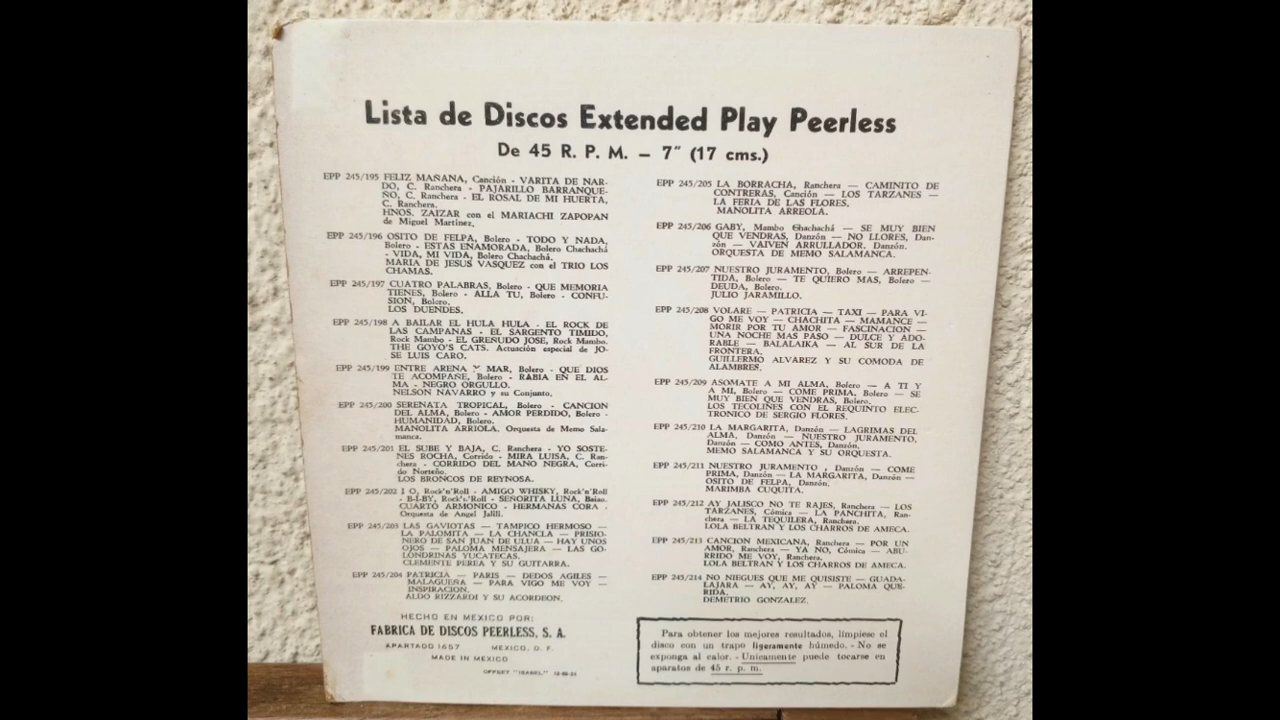 Lista de Discos Extended Play Peerless
De 45 R. P. M. — 7" (17 cms.)
EPP 245/195 FELIZ MAÑANA, Canción - VARITA DE NAR-
DO, C. Ranchera - PAJARILLO BARRANQUE-
ÑO, C. Ranchera - EL ROSAL DE MI HUERTA,
C. Ranchera.
HNOS. ZAIZAR con el MARIACHI ZAPOPAN
de Miguel Martínez.
EPP 245/196 OSITO DE FELPA, Bolero - TODO Y NADA,
Bolero - ESTAS ENAMORADA, Bolero Chachachá
- VIDA, MI VIDA, Bolero Chachachá.
MARIA DE JESUS VASQUEZ con el TRIO LOS
CHAMAS.
EPP 245/197 CUATRO PALABRAS, Bolero - QUE MEMORIA
TIENES, Bolero - ALLA TU, Bolero - CONFU-
SION, Bolero.
LOS DUENDES.
EPP 245/198 A BAILAR EL HULA HULA - EL ROCK DE
LAS CAMPANAS - EL SARGENTO TIMIDO,
Rock Mambo - EL GREÑUDO JOSE, Rock Mambo.
THE GOYO'S CATS. Actuación especial de JO-
SE LUIS CARO.
EPP 245/199 ENTRE ARENA Y MAR, Bolero - QUE DIOS
TE ACOMPAÑE, Bolero - RABIA EN EL AL-
MA - NEGRO ORGULLO.
NELSON NAVARRO y su Conjunto.
EPP 245/200 SERENATA TROPICAL, Bolero - CANCION
DEL ALMA, Bolero - AMOR PERDIDO, Bolero -
HUMANIDAD, Bolero.
MANOLITA ARRIOLA. Orquesta de Memo Sala-
manca.
EPP 245/201 EL SUBE Y BAJA, C. Ranchera - YO SOSTE-
NES ROCHA, Corrido - MIRA LUISA, C. Ran-
chera - CORRIDO DEL MANO NEGRA, Corri-
do Norteño.
LOS BRONCOS DE REYNOSA.
EPP 245/202 I O, Rock'n'Roll - AMIGO WHISKY, Rock'n'Roll
- B-I-BY, Rock'n'Roll - SEÑORITA LUNA, Baiao.
CUARTO ARMONICO - HERMANAS CORA -
Orquesta de Angel Jalili.
EPP 245/203 LAS GAVIOTAS — TAMPICO HERMOSO —
LA PALOMITA — LA CHANCLA — PRISIO-
NERO DE SAN JUAN DE ULUA — HAY UNOS
OJOS — PALOMA MENSAJERA — LAS GO-
LONDRINAS YUCATECAS.
CLEMENTE PEREA Y SU GUITARRA.
EPP 245/204 PATRICIA — PARIS — DEDOS AGILES —
MALAGUEÑA — PARA VIGO ME VOY —
INSPIRACION.
ALDO RIZZARDI Y SU ACORDEON.
HECHO EN MEXICO POR:
FABRICA DE DISCOS PEERLESS, S. A.
APARTADO 1657 MEXICO, D. F.
MADE IN MEXICO
OFFSET "ISABEL"
EPP 245/205 LA BORRACHA, Ranchera — CAMINITO DE
CONTRERAS, Canción — LOS TARZANES —
LA FERIA DE LAS FLORES.
MANOLITA ARREOLA.
EPP 245/206 GABY, Mambo Chachachá — SE MUY BIEN
QUE VENDRAS, Danzón — NO LLORES, Dan-
zón — VAIVEN ARRULLADOR, Danzón.
ORQUESTA DE MEMO SALAMANCA.
EPP 245/207 NUESTRO JURAMENTO, Bolero — ARREPEN-
TIDA, Bolero — TE QUIERO MAS, Bolero —
DEUDA, Bolero.
JULIO JARAMILLO.
EPP 245/208 VOLARE — PATRICIA — TAXI — PARA VI-
GO ME VOY — CHACHITA — MAMANCE —
MORIR POR TU AMOR — FASCINACION —
UNA NOCHE MAS PASO — DULCE Y ADO-
RABLE — BALALAIKA — AL SUR DE LA
FRONTERA.
GUILLERMO ALVAREZ Y SU COMODA DE
ALAMBRES.
EPP 245/209 ASOMATE A MI ALMA, Bolero — A TI Y
A MI, Bolero — COME PRIMA, Bolero — SE
MUY BIEN QUE VENDRAS, Bolero.
LOS TECOLINES CON EL REQUINTO ELEC-
TRONICO DE SERGIO FLORES.
EPP 245/210 LA MARGARITA, Danzón — LAGRIMAS DEL
ALMA, Danzón — NUESTRO JURAMENTO,
Danzón — COMO ANTES, Danzón.
MEMO SALAMANCA Y SU ORQUESTA.
EPP 245/211 NUESTRO JURAMENTO , Danzón — COME
PRIMA, Danzón — LA MARGARITA, Danzón —
OSITO DE FELPA, Danzón.
MARIMBA CUQUITA.
EPP 245/212 AY JALISCO NO TE RAJES, Ranchera — LOS
TARZANES, Cómica — LA PANCHITA, Ran-
chera — LA TEQUILERA, Ranchera.
LOLA BELTRAN Y LOS CHARROS DE AMECA.
EPP 245/213 CANCION MEXICANA, Ranchera — POR UN
AMOR, Ranchera — YA NO, Cómica — ABU-
RRIDO ME VOY, Ranchera.
LOLA BELTRAN Y LOS CHARROS DE AMECA.
EPP 245/214 NO NIEGUES QUE ME QUISISTE — GUADA-
LAJARA — AY, AY, AY — PALOMA QUE-
RIDA.
DEMETRIO GONZALEZ.
Para obtener los mejores resultados, límpiese el
disco con un trapo ligeramente húmedo. - No se
exponga al calor. - Unicamente puede tocarse en
aparatos de 45 r. p. m.